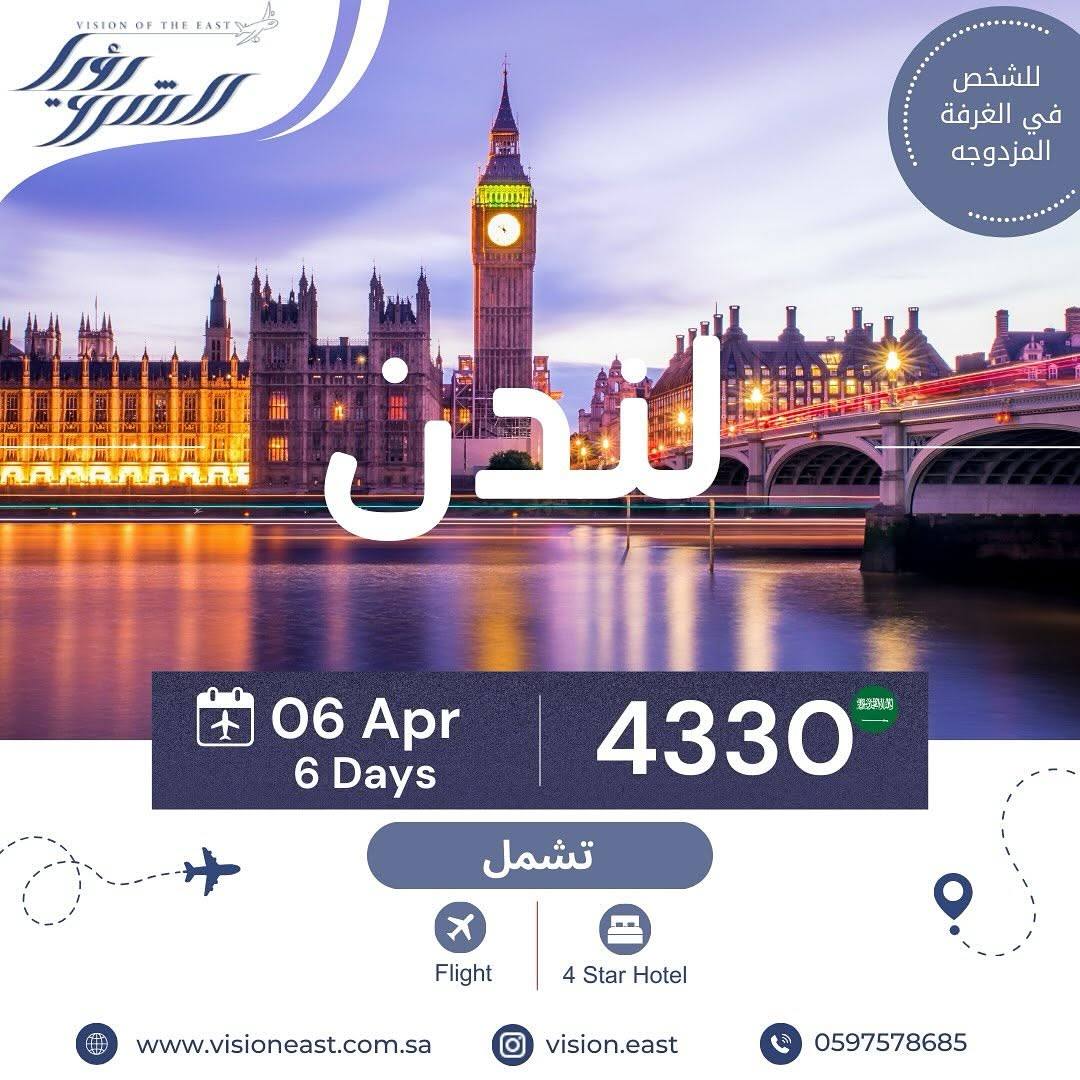 VISION OF THE EAST
رؤيا الشرق
للشخص
في الغرفة
المزدوجه
لندن
06 Apr
6 Days
4330
تشمل
Flight
4 Star Hotel
www.visioneast.com.sa
vision.east
0597578685